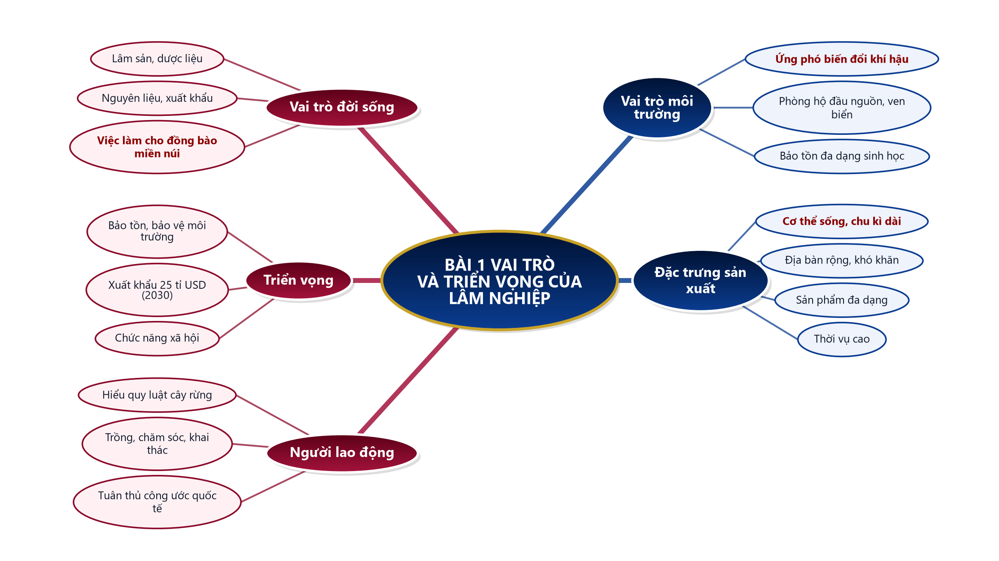 BÀI 1 VAI TRÒ
VÀ TRIỂN VỌNG CỦA
LÂM NGHIỆP
Vai trò đời sống
Lâm sản, dược liệu
Nguyên liệu, xuất khẩu
Việc làm cho đồng bào
miền núi
Triển vọng
Bảo tồn, bảo vệ môi
trường
Xuất khẩu 25 tỉ USD
(2030)
Chức năng xã hội
Người lao động
Hiểu quy luật cây rừng
Trồng, chăm sóc, khai
thác
Tuân thủ công ước quốc
tế
Vai trò môi
trường
Ứng phó biến đổi khí hậu
Phòng hộ đầu nguồn, ven
biển
Bảo tồn đa dạng sinh học
Đặc trưng sản
xuất
Cơ thể sống, chu kì dài
Địa bàn rộng, khó khăn
Sản phẩm đa dạng
Thời vụ cao